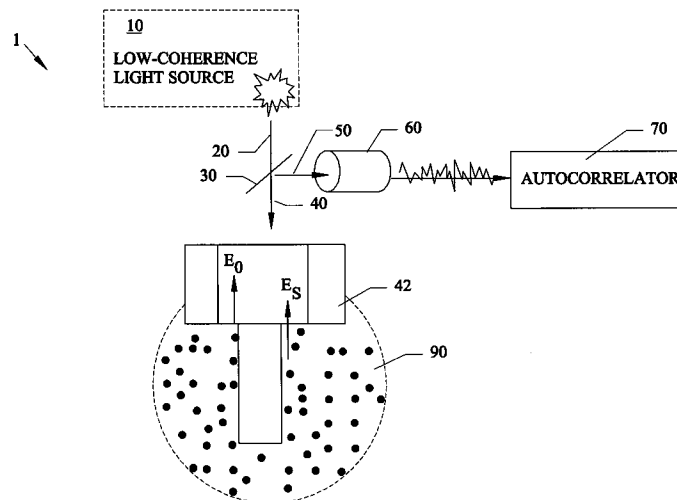 1
10
LOW-COHERENCE
LIGHT SOURCE
20
50
60
70
30
40
AUTOCORRELATOR
E0
ES
42
90